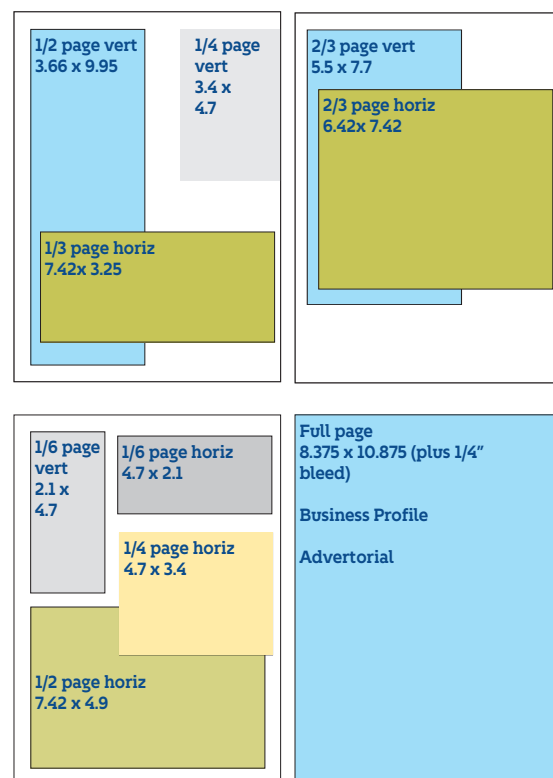 1/2 page vert
3.66 x 9.95
1/4 page
vert
3.4 x
4.7
1/3 page horiz
7.42x 3.25
2/3 page vert
5.5 x 7.7
2/3 page horiz
6.42x 7.42
1/6 page
vert
2.1 x
4.7
1/6 page horiz
4.7 x 2.1
1/4 page horiz
4.7 x 3.4
1/2 page horiz
7.42 x 4.9
Full page
8.375 x 10.875 (plus 1/4”
bleed)
Business Profile
Advertorial